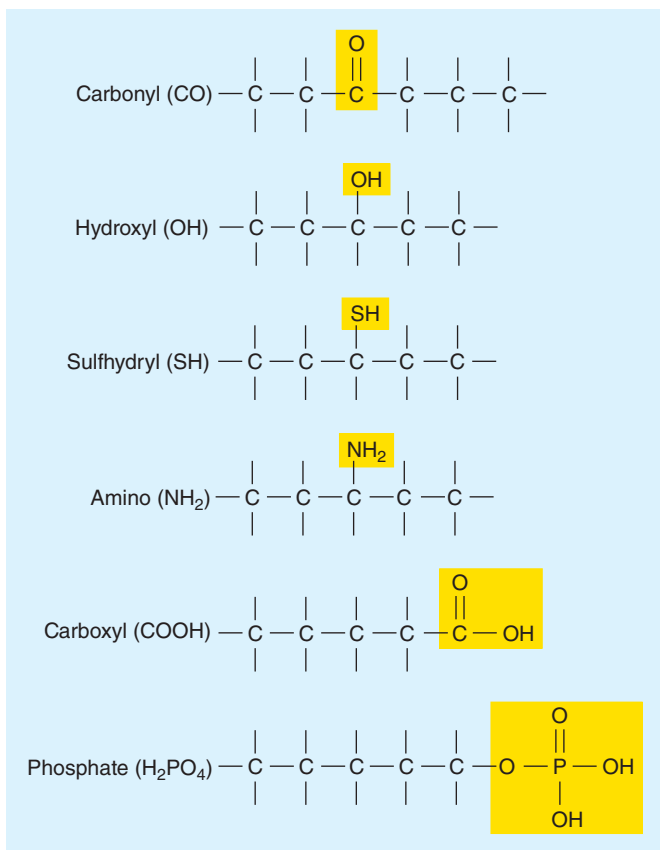 O
Carbonyl (CO) C C C C C C
OH
Hydroxyl (OH) C C C C C
SH
Sulfhydryl (SH) C C C C C
NH₂
Amino (NH₂) C C C C C
O
Carboxyl (COOH) C C C C C OH
O
Phosphate (H₂PO₄) C C C C C O P OH
OH